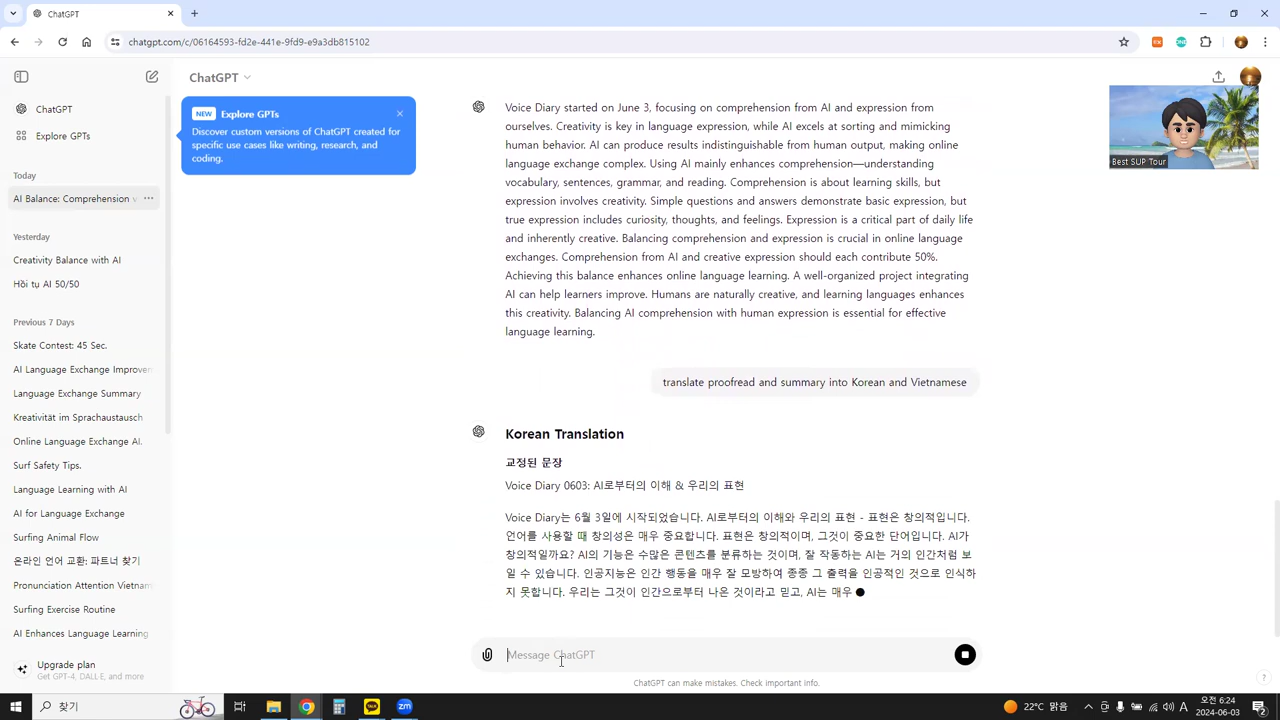 ChatGPT
chatgpt.com/c/06164593-fd2e-441e-9fd9-e9a3db815102
ChatGPT
ChatGPT
Explore GPTs
NEW Explore GPTs
Discover custom versions of ChatGPT created for
specific use cases like writing, research, and
coding.
Today
AI Balance: Comprehension v
Yesterday
Creativity Balance with AI
Hồi tụ AI 50/50
Previous 7 Days
Skate Contest: 45 Sec.
AI Language Exchange Improvem
Language Exchange Summary
Kreativität im Sprachaustausch
Online Language Exchange AI.
Surf Safety Tips.
Language Learning with AI
AI for Language Exchange
Surfing Animal Flow
온라인 언어 교환: 파트너 찾기
Pronunciation Attention Vietnam
Surfing Exercise Routine
AI Enhances Language Learning
Upgrade plan
Get GPT-4, DALL·E, and more
Voice Diary started on June 3, focusing on comprehension from AI and expression from
ourselves. Creativity is key in language expression, while AI excels at sorting and mimicking
human behavior. AI can produce results indistinguishable from human output, making online
language exchange complex. Using AI mainly enhances comprehension—understanding
vocabulary, sentences, grammar, and reading. Comprehension is about learning skills, but
expression involves creativity. Simple questions and answers demonstrate basic expression, but
true expression includes curiosity, thoughts, and feelings. Expression is a critical part of daily life
and inherently creative. Balancing comprehension and expression is crucial in online language
exchanges. Comprehension from AI and creative expression should each contribute 50%.
Achieving this balance enhances online language learning. A well-organized project integrating
AI can help learners improve. Humans are naturally creative, and learning languages enhances
this creativity. Balancing AI comprehension with human expression is essential for effective
language learning.
translate proofread and summary into Korean and Vietnamese
Korean Translation
교정된 문장
Voice Diary 0603: AI로부터의 이해 & 우리의 표현
Voice Diary는 6월 3일에 시작되었습니다. AI로부터의 이해와 우리의 표현 - 표현은 창의적입니다.
언어를 사용할 때 창의성은 매우 중요합니다. 표현은 창의적이며, 그것이 중요한 단어입니다. AI가
창의적일까요? AI의 기능은 수많은 콘텐츠를 분류하는 것이며, 잘 작동하는 AI는 거의 인간처럼 보
일 수 있습니다. 인공지능은 인간 행동을 매우 잘 모방하여 종종 그 출력을 인공적인 것으로 인식하
지 못합니다. 우리는 그것이 인간으로부터 나온 것이라고 믿고, AI는 매우
Message ChatGPT
ChatGPT can make mistakes. Check important info.
Best SUP Tour
찾기
22°C 맑음
A
오전 6:24
2024-06-03
2